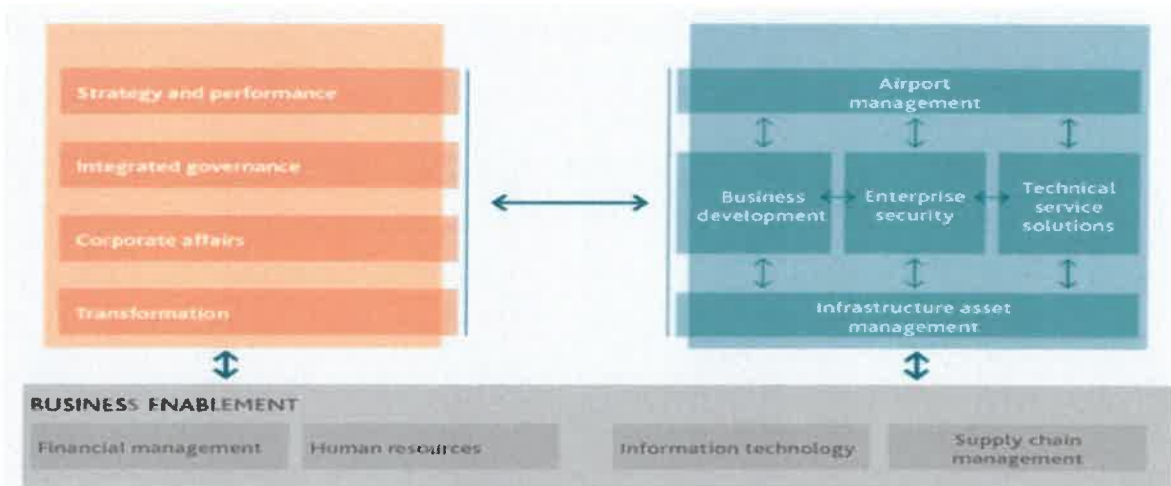 Strategy and performance
Integrated governance
Corporate affairs
Transformation
Airport
management
Business
development
Enterprise
security
Technical
service
solutions
Infrastructure asset
management
BUSINESS ENABLEMENT
Financial management
Human resources
Information technology
Supply chain
management